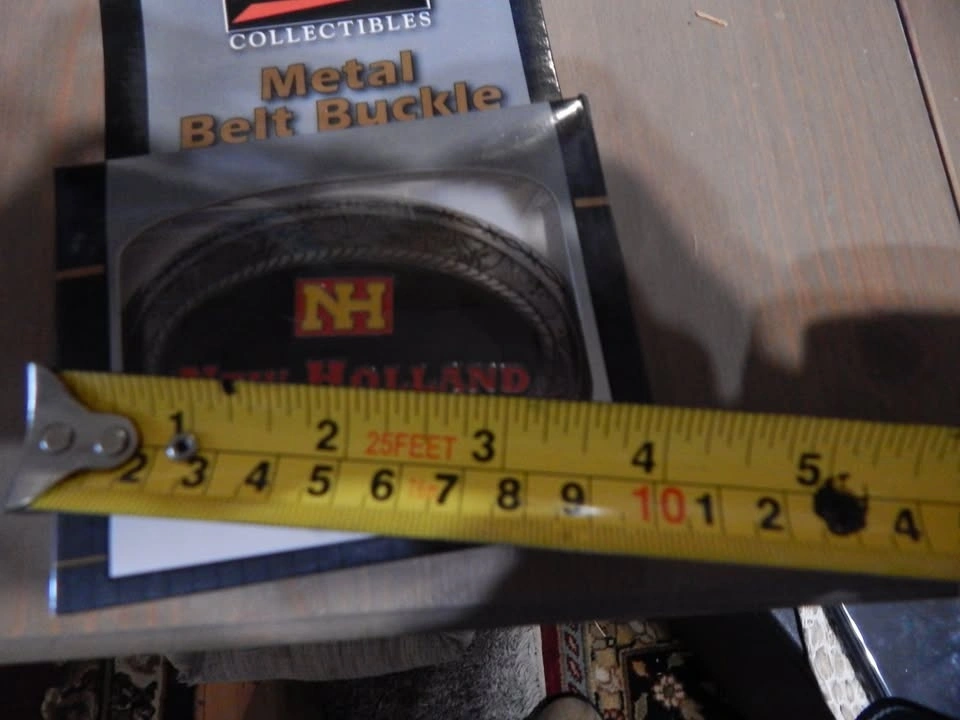 COLLECTIBLES
Metal
Belt Buckle
NH
NEW HOLLAND
1 2 25FEET 3 4 5
2 3 4 5 6 7 8 9 10 1 2 4